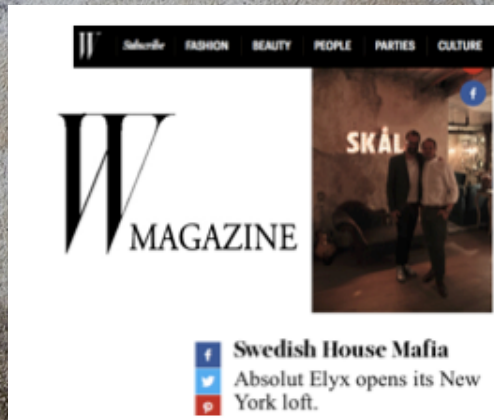 W Subscribe FASHION BEAUTY PEOPLE PARTIES CULTURE
SKÅL
W MAGAZINE
Swedish House Mafia
Absolut Elyx opens its New
York loft.